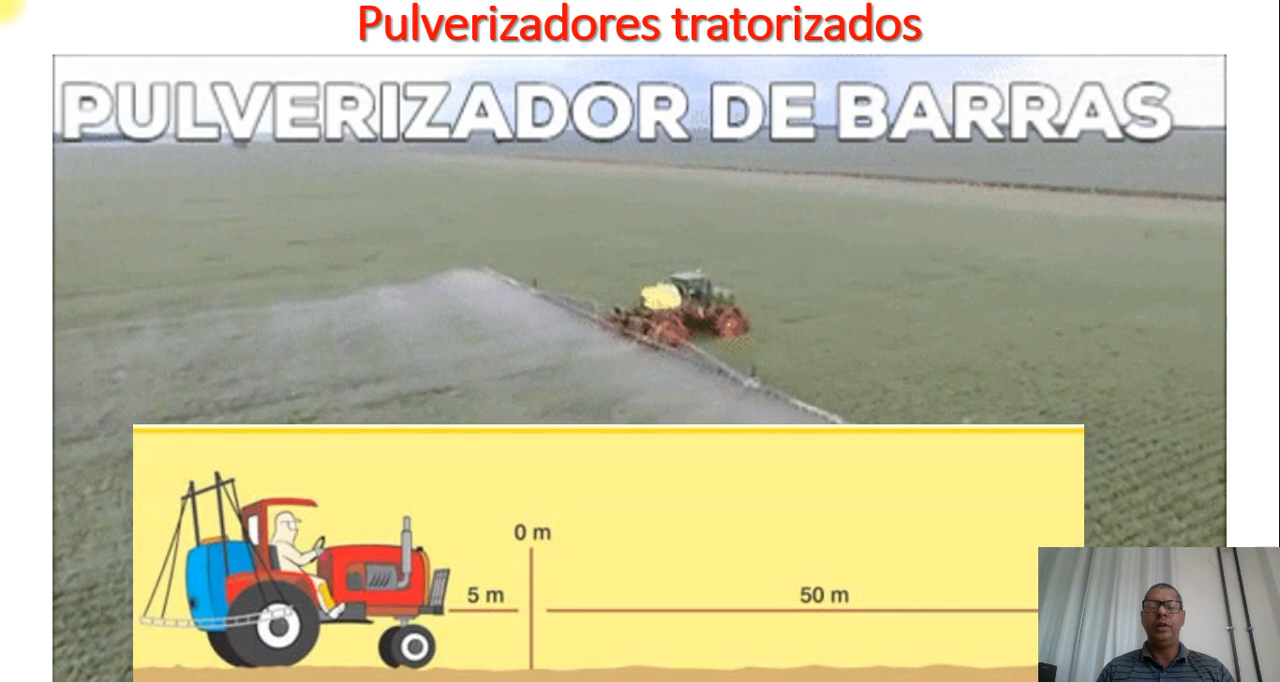 Pulverizadores tratorizados
PULVERIZADOR DE BARRAS
0 m
5 m
50 m